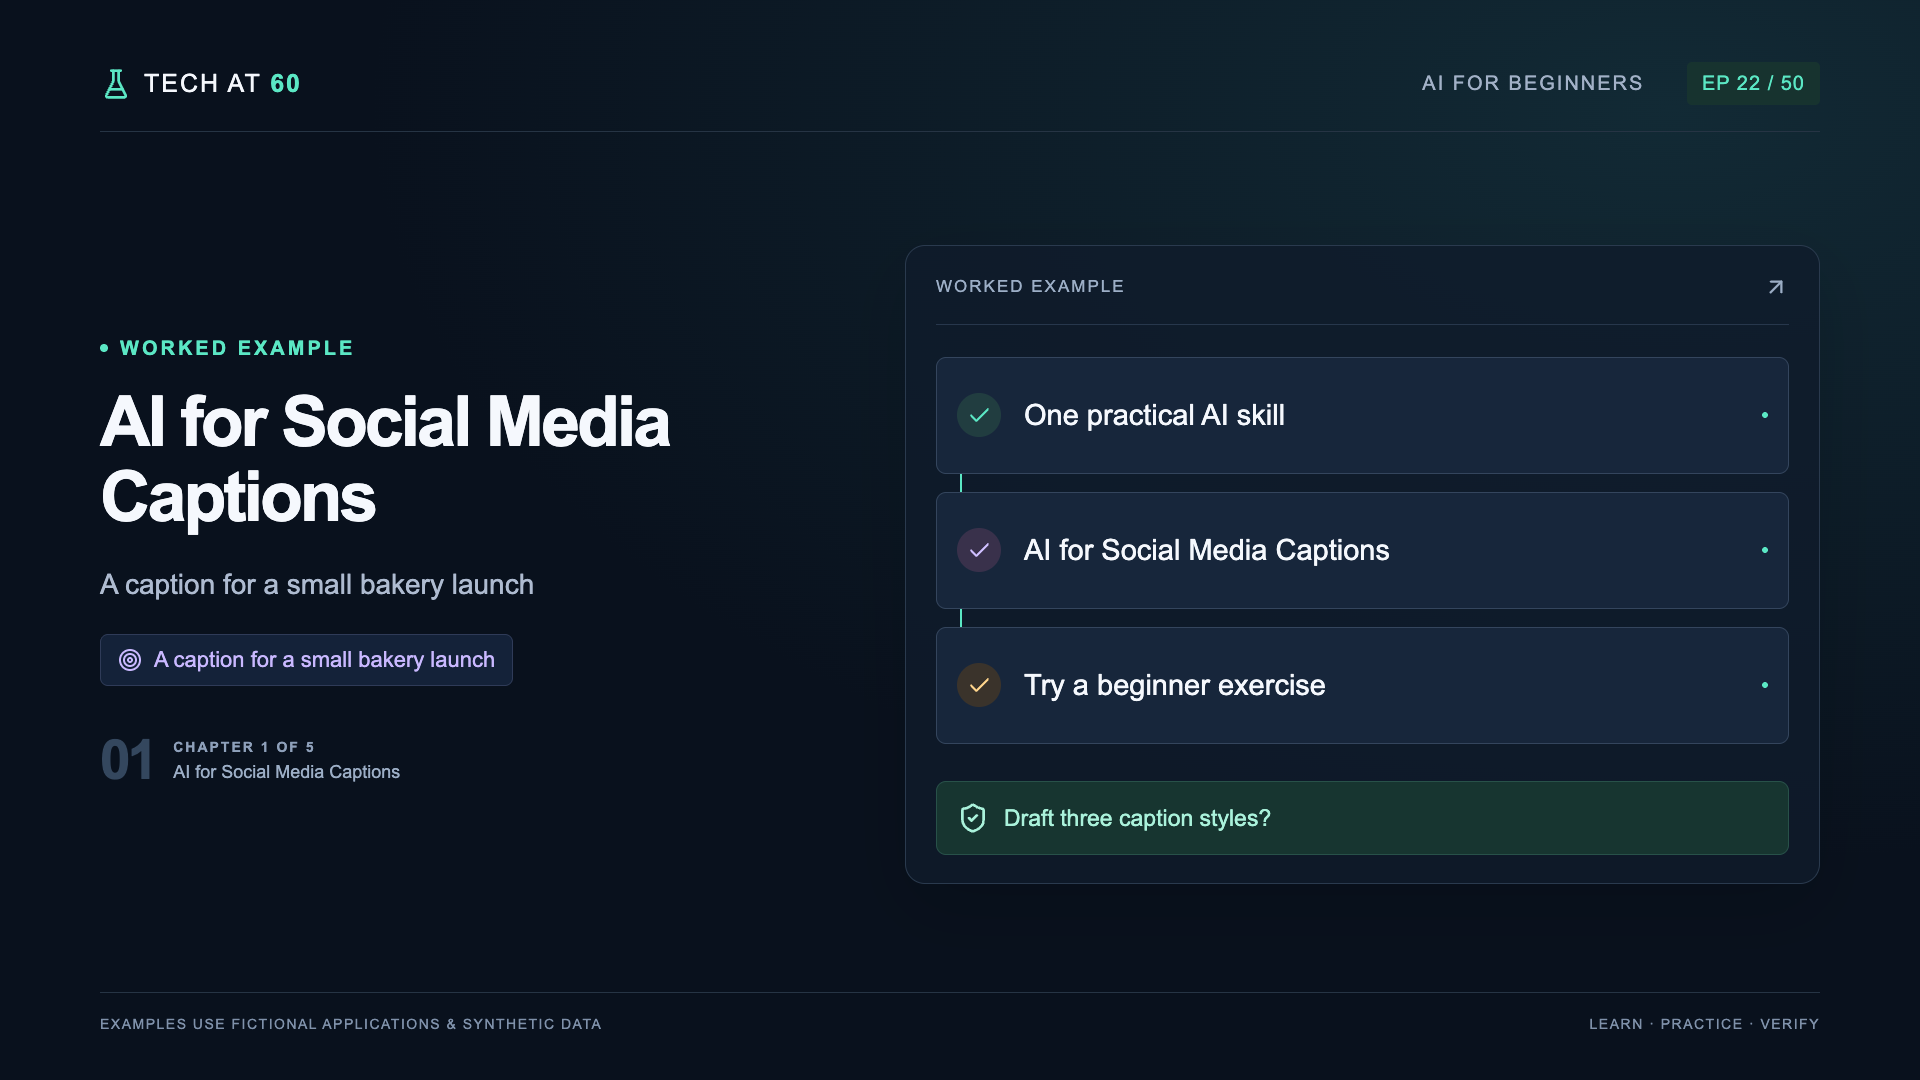 TECH AT 60
AI FOR BEGINNERS
EP 22 / 50
WORKED EXAMPLE
AI for Social Media
Captions
A caption for a small bakery launch
A caption for a small bakery launch
01
CHAPTER 1 OF 5
AI for Social Media Captions
WORKED EXAMPLE
One practical AI skill
AI for Social Media Captions
Try a beginner exercise
Draft three caption styles?
EXAMPLES USE FICTIONAL APPLICATIONS & SYNTHETIC DATA
LEARN · PRACTICE · VERIFY